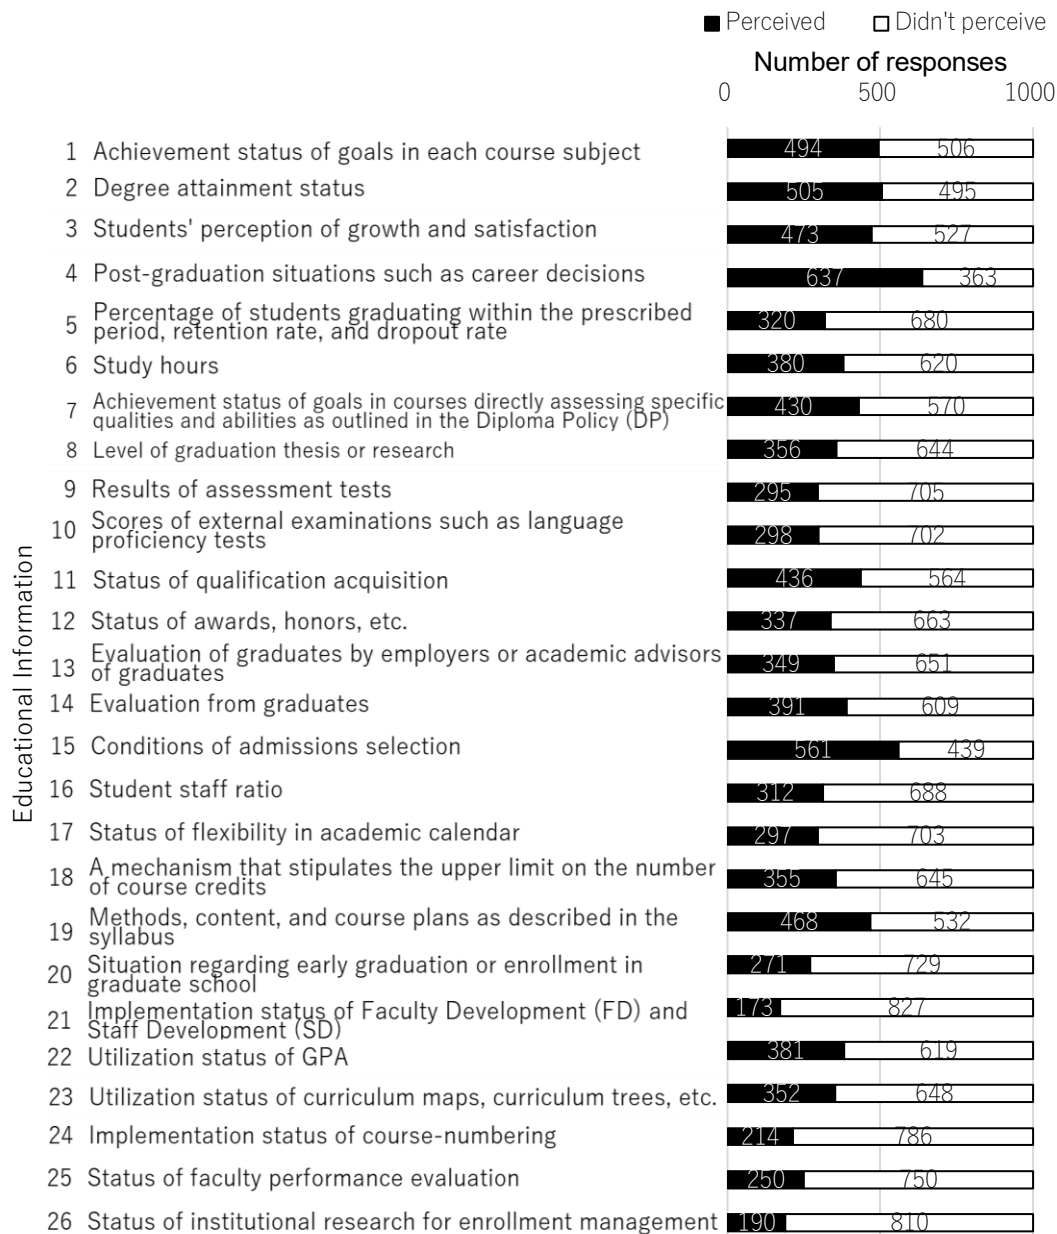 Perceived Didn't perceive
Number of responses
0 500 1000
Educational Information
1 Achievement status of goals in each course subject 494 506
2 Degree attainment status 505 495
3 Students' perception of growth and satisfaction 473 527
4 Post-graduation situations such as career decisions 637 363
5 Percentage of students graduating within the prescribed
period, retention rate, and dropout rate 320 680
6 Study hours 380 620
7 Achievement status of goals in courses directly assessing specific
qualities and abilities as outlined in the Diploma Policy (DP) 430 570
8 Level of graduation thesis or research 356 644
9 Results of assessment tests 295 705
10 Scores of external examinations such as language
proficiency tests 298 702
11 Status of qualification acquisition 436 564
12 Status of awards, honors, etc. 337 663
13 Evaluation of graduates by employers or academic advisors
of graduates 349 651
14 Evaluation from graduates 391 609
15 Conditions of admissions selection 561 439
16 Student staff ratio 312 688
17 Status of flexibility in academic calendar 297 703
18 A mechanism that stipulates the upper limit on the number
of course credits 355 645
19 Methods, content, and course plans as described in the
syllabus 468 532
20 Situation regarding early graduation or enrollment in
graduate school 271 729
21 Implementation status of Faculty Development (FD) and
Staff Development (SD) 173 827
22 Utilization status of GPA 381 619
23 Utilization status of curriculum maps, curriculum trees, etc. 352 648
24 Implementation status of course-numbering 214 786
25 Status of faculty performance evaluation 250 750
26 Status of institutional research for enrollment management 190 810